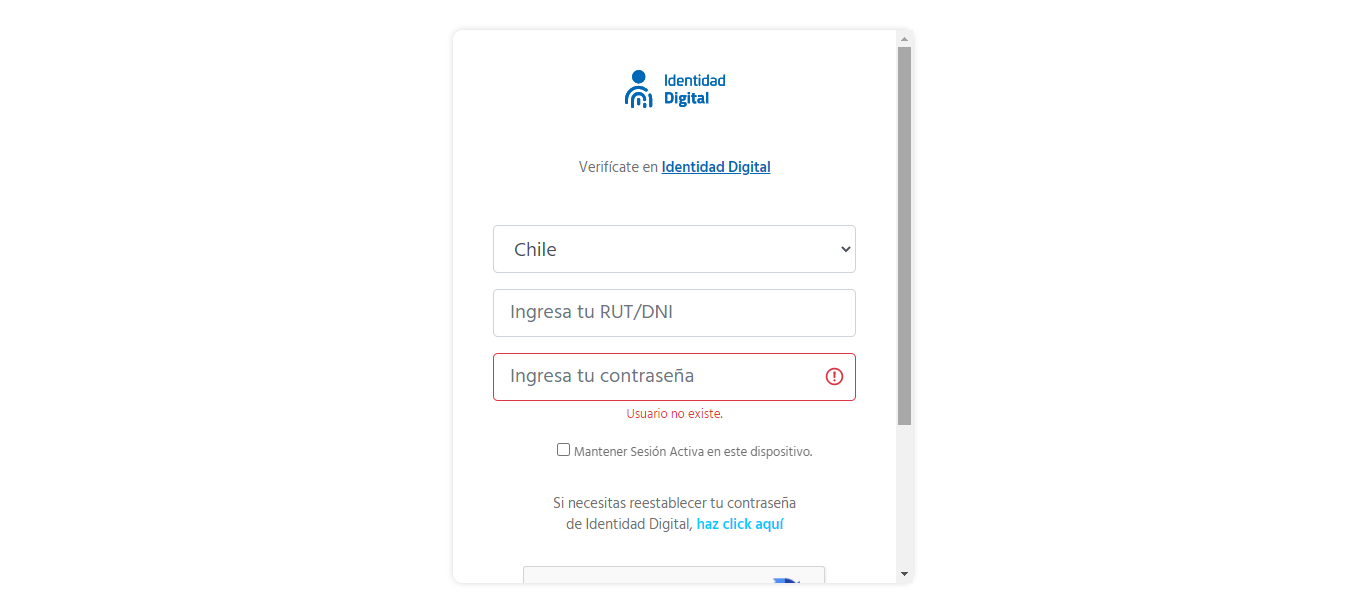 Identidad
Digital
Verifícate en Identidad Digital
Chile
Ingresa tu RUT/DNI
Ingresa tu contraseña
Usuario no existe.
Mantener Sesión Activa en este dispositivo.
Si necesitas reestablecer tu contraseña
de Identidad Digital, haz click aquí